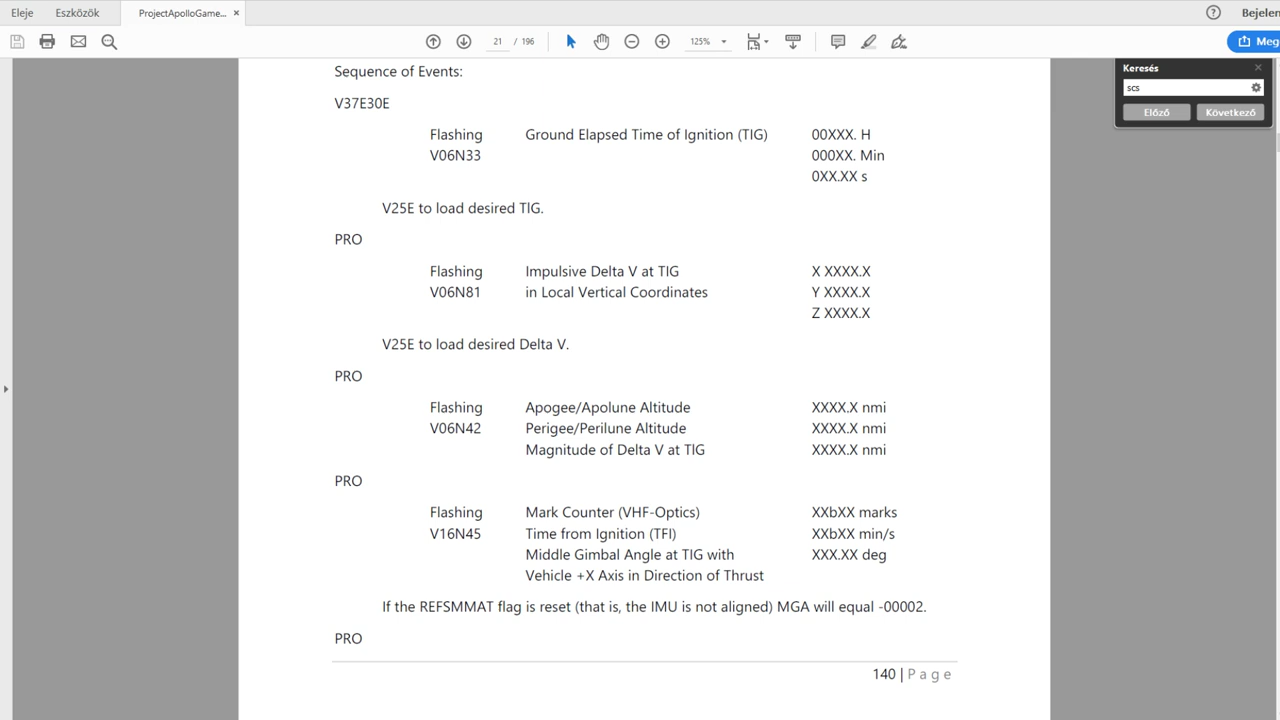 Eleje Eszközök ProjectApolloGame... × Bejelen
21 / 196 125% Meg
Keresés ×
scs
Előző Következő
Sequence of Events:
V37E30E
Flashing Ground Elapsed Time of Ignition (TIG) 00XXX. H
V06N33 000XX. Min
0XX.XX s
V25E to load desired TIG.
PRO
Flashing Impulsive Delta V at TIG X XXXX.X
V06N81 in Local Vertical Coordinates Y XXXX.X
Z XXXX.X
V25E to load desired Delta V.
PRO
Flashing Apogee/Apolune Altitude XXXX.X nmi
V06N42 Perigee/Perilune Altitude XXXX.X nmi
Magnitude of Delta V at TIG XXXX.X nmi
PRO
Flashing Mark Counter (VHF-Optics) XXbXX marks
V16N45 Time from Ignition (TFI) XXbXX min/s
Middle Gimbal Angle at TIG with XXX.XX deg
Vehicle +X Axis in Direction of Thrust
If the REFSMMAT flag is reset (that is, the IMU is not aligned) MGA will equal -00002.
PRO
140 | P a g e